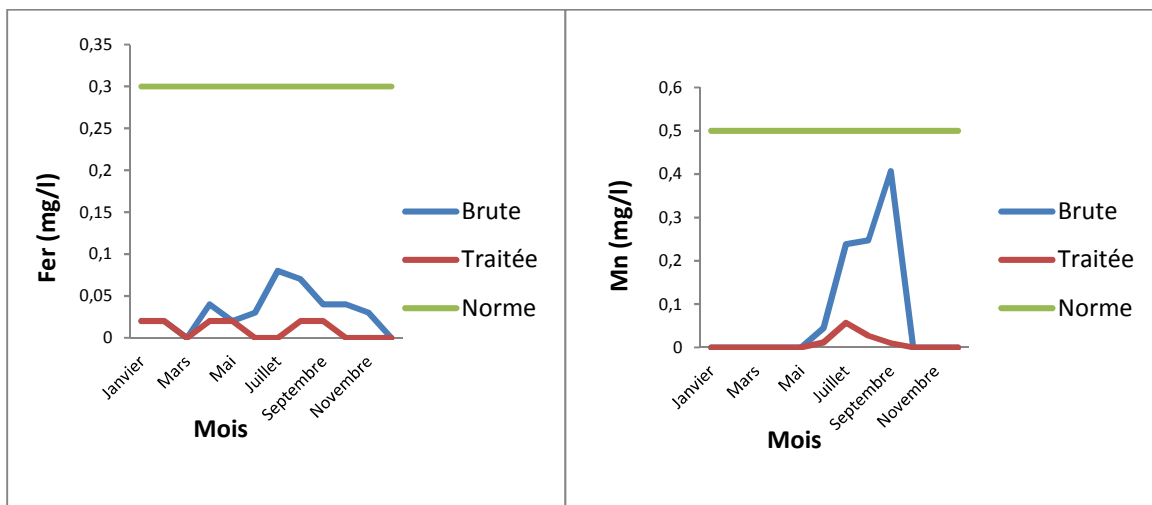 0,35
0,3
0,25
0,2
0,15
0,1
0,05
0
Fer (mg/l)
Janvier
Mars
Mai
Juillet
Septembre
Novembre
Mois
Brute
Traitée
Norme
0,6
0,5
0,4
0,3
0,2
0,1
0
Mn (mg/l)
Janvier
Mars
Mai
Juillet
Septembre
Novembre
Mois
Brute
Traitée
Norme